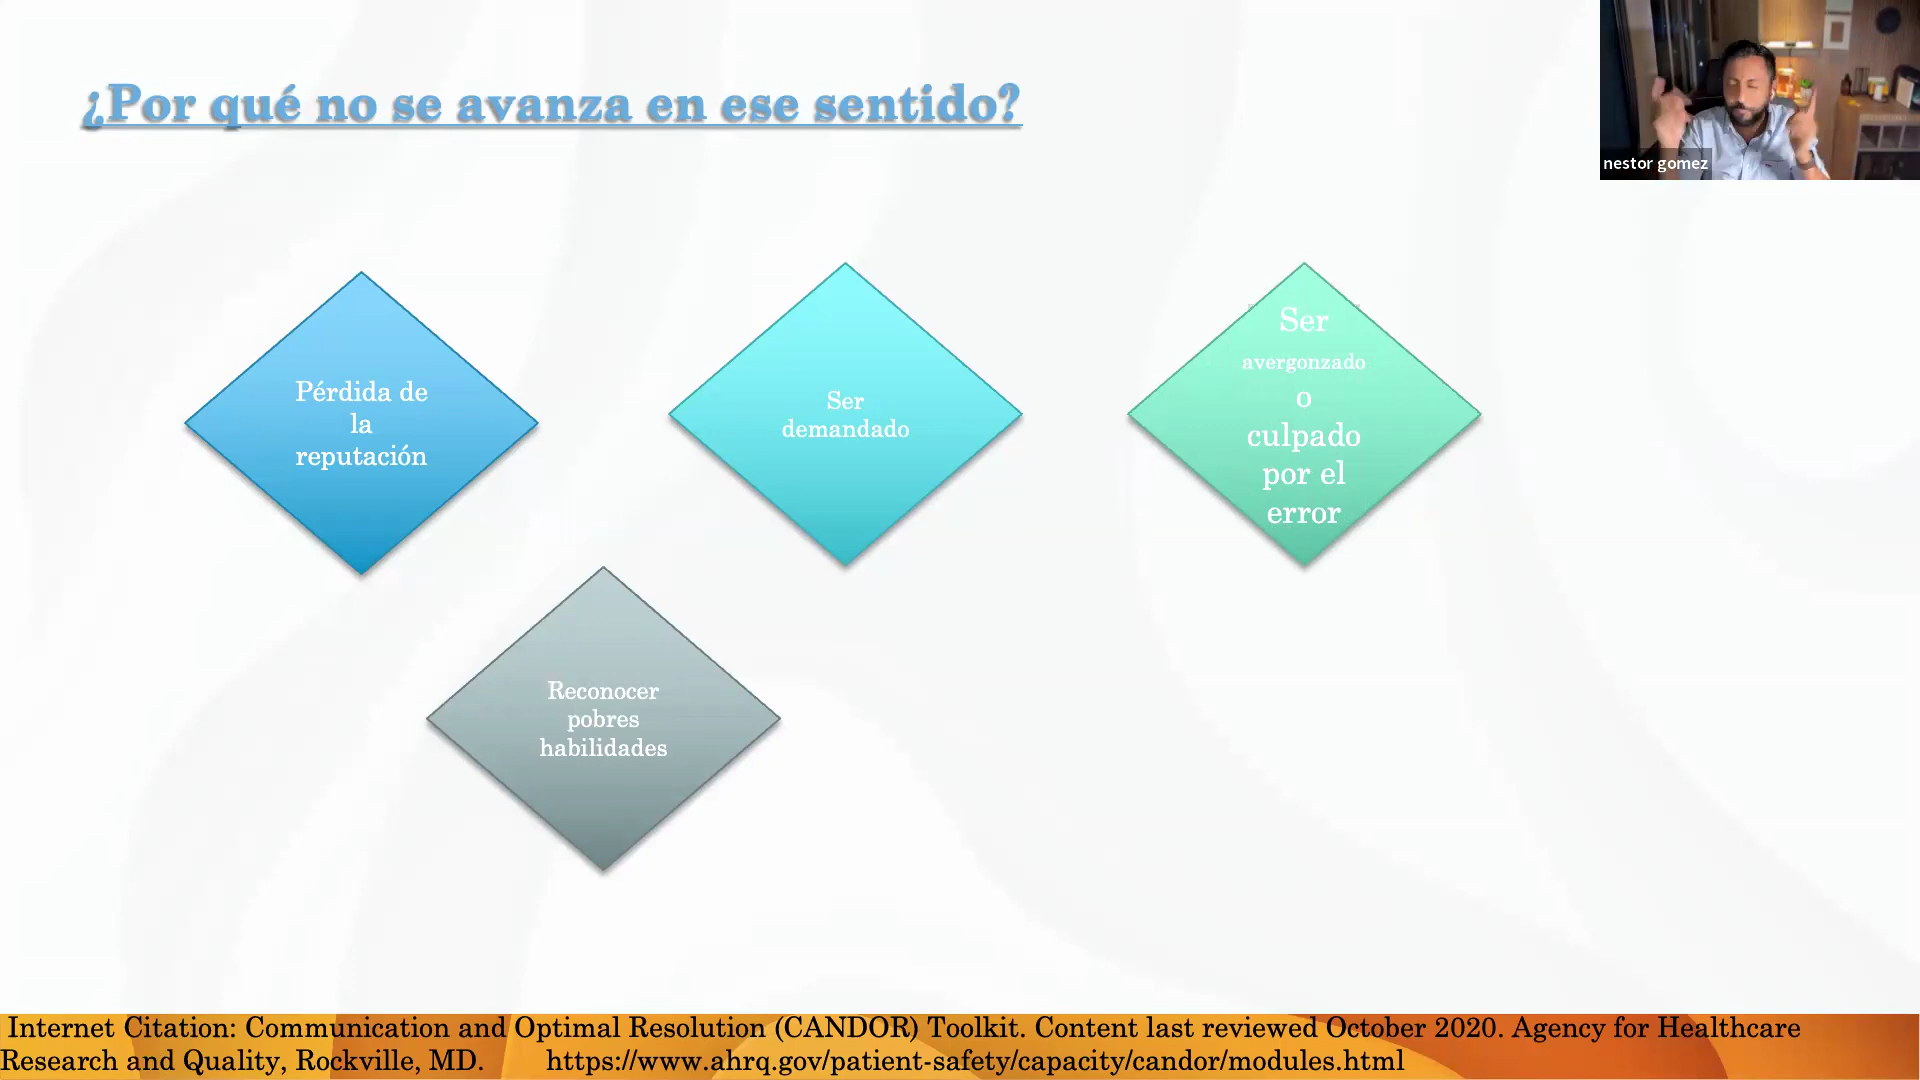 ¿Por qué no se avanza en ese sentido?
nestor gomez
Pérdida de
la
reputación
Ser
demandado
Ser
avergonzado
o
culpado
por el
error
Reconocer
pobres
habilidades
Internet Citation: Communication and Optimal Resolution (CANDOR) Toolkit. Content last reviewed October 2020. Agency for Healthcare
Research and Quality, Rockville, MD. https://www.ahrq.gov/patient-safety/capacity/candor/modules.html